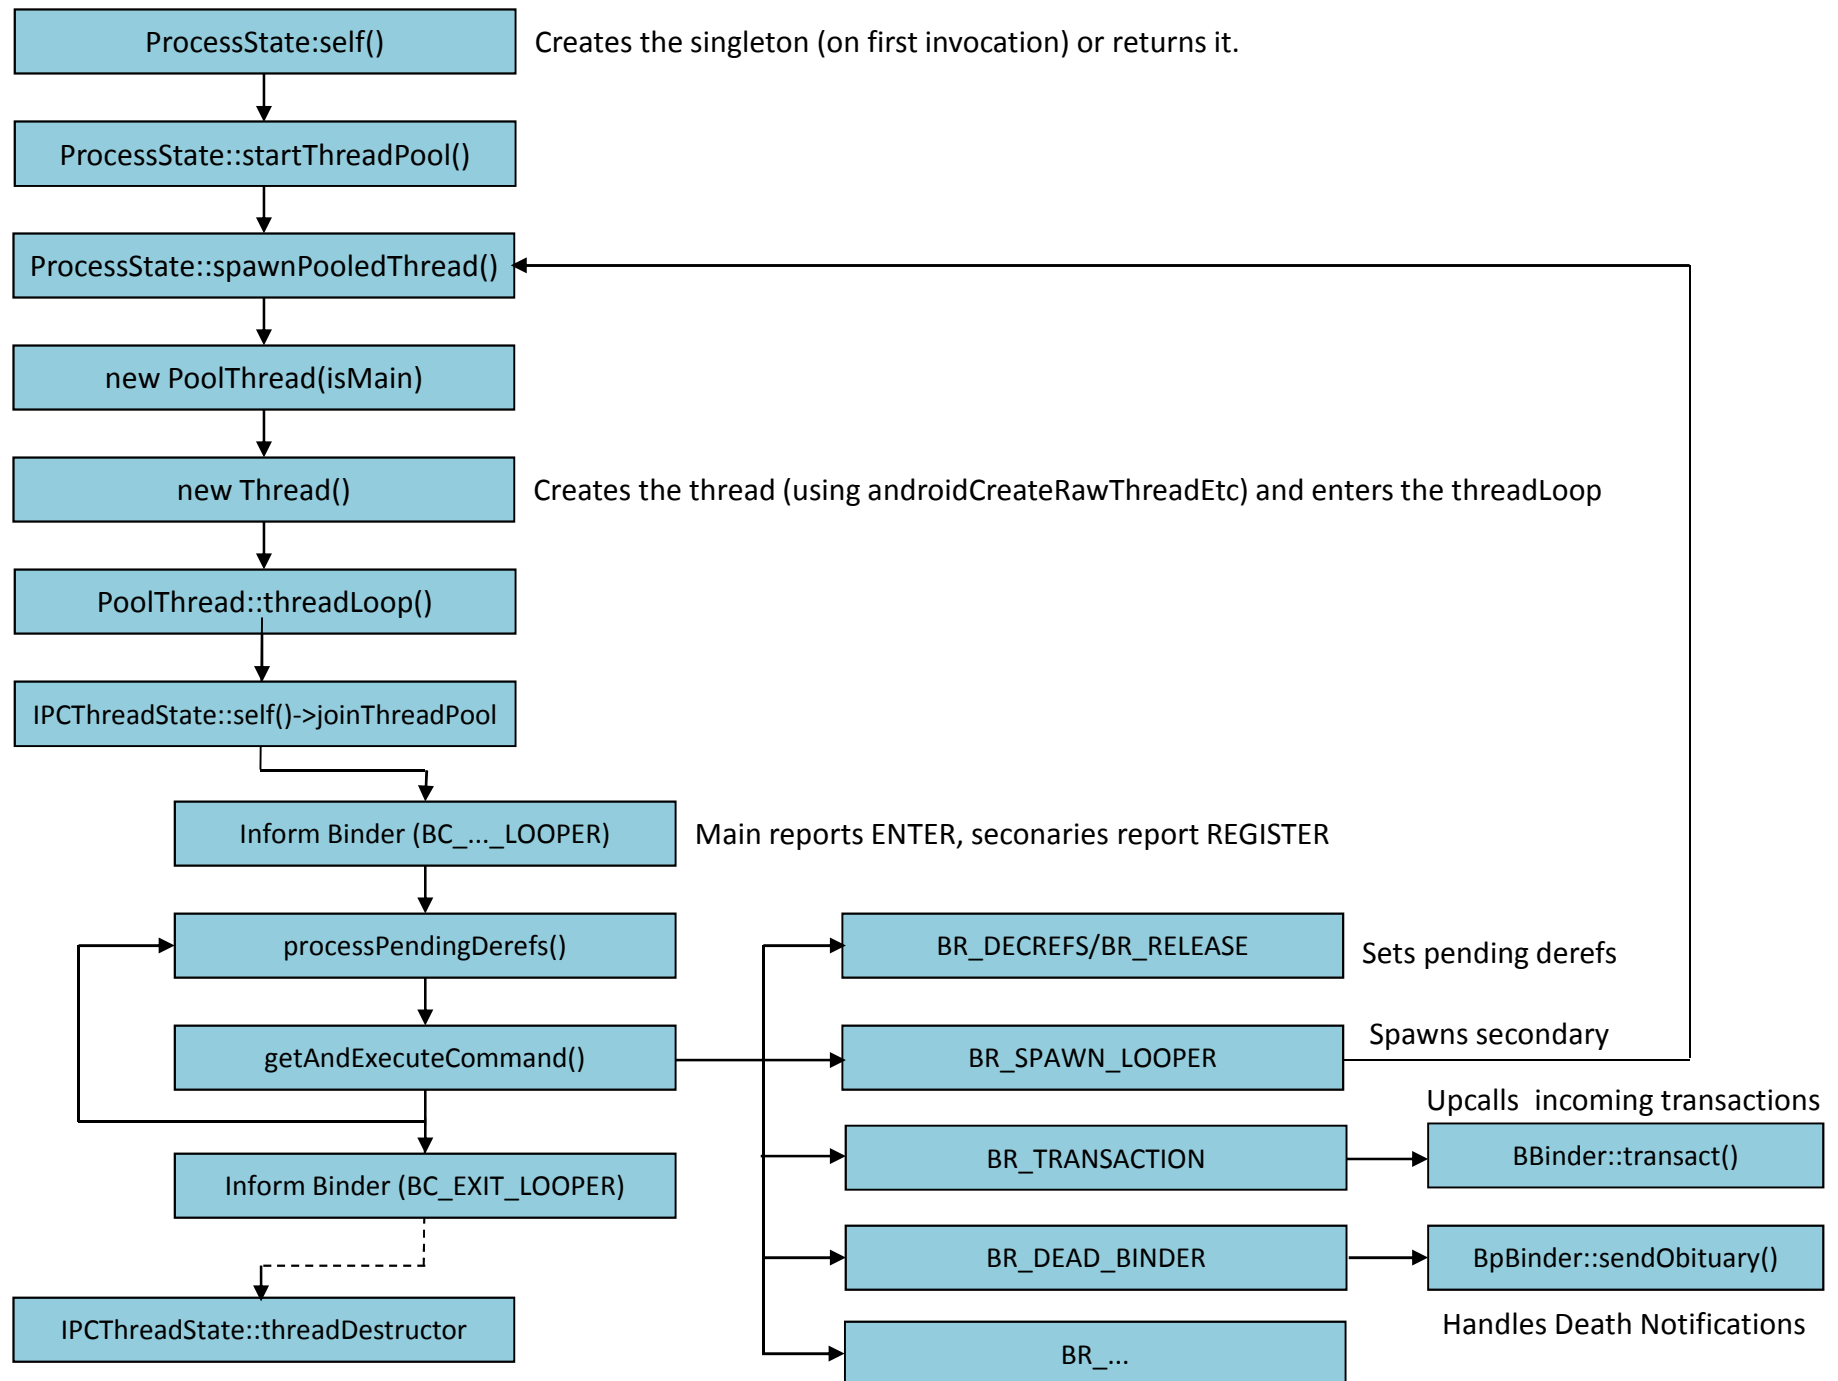 ProcessState:self()
Creates the singleton (on first invocation) or returns it.
ProcessState::startThreadPool()
ProcessState::spawnPooledThread()
new PoolThread(isMain)
new Thread()
Creates the thread (using androidCreateRawThreadEtc) and enters the threadLoop
PoolThread::threadLoop()
IPCThreadState::self()->joinThreadPool
Inform Binder (BC_..._LOOPER)
Main reports ENTER, seconaries report REGISTER
processPendingDerefs()
BR_DECREFS/BR_RELEASE
Sets pending derefs
getAndExecuteCommand()
BR_SPAWN_LOOPER
Spawns secondary
Upcalls  incoming transactions
Inform Binder (BC_EXIT_LOOPER)
BR_TRANSACTION
BBinder::transact()
BR_DEAD_BINDER
BpBinder::sendObituary()
IPCThreadState::threadDestructor
Handles Death Notifications
BR_...